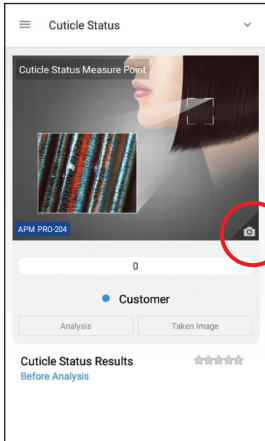 Cuticle Status
Cuticle Status Measure Point
APM PRO-204
0
Customer
Analysis
Taken Image
Cuticle Status Results
Before Analysis